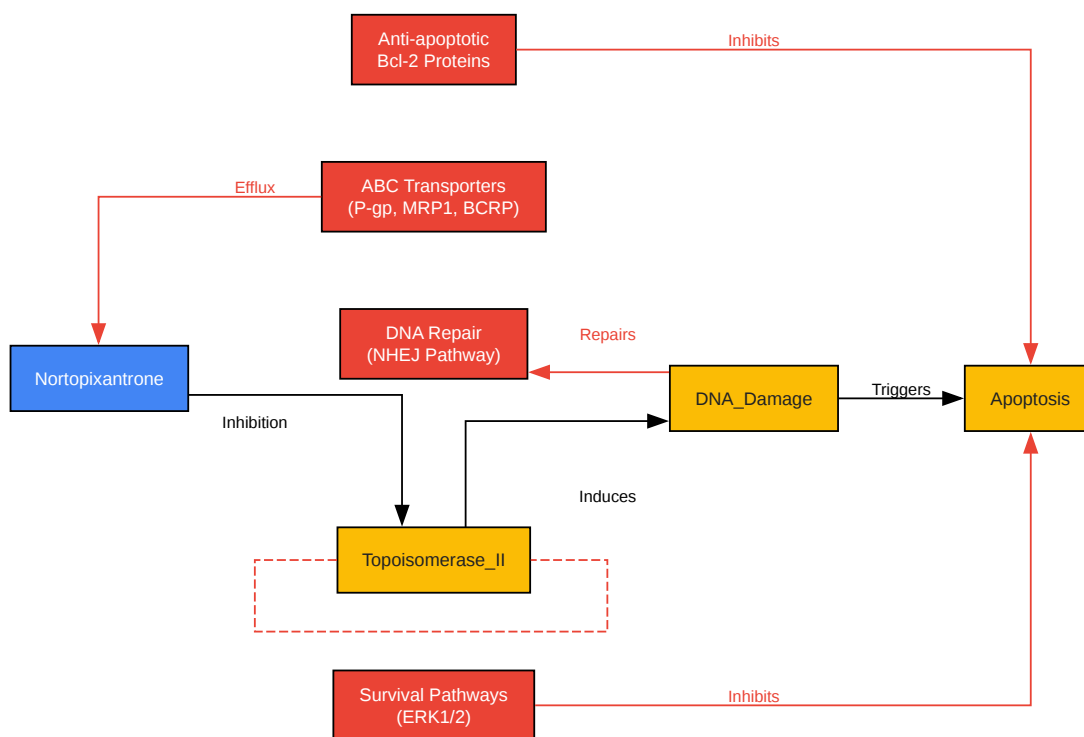 Anti-apoptotic
Bcl-2 Proteins
Inhibits
ABC Transporters
(P-gp, MRP1, BCRP)
Efflux
DNA Repair
(NHEJ Pathway)
Repairs
Nortopixantrone
Inhibition
DNA_Damage
Triggers
Apoptosis
Induces
Topoisomerase_II
Survival Pathways
(ERK1/2)
Inhibits